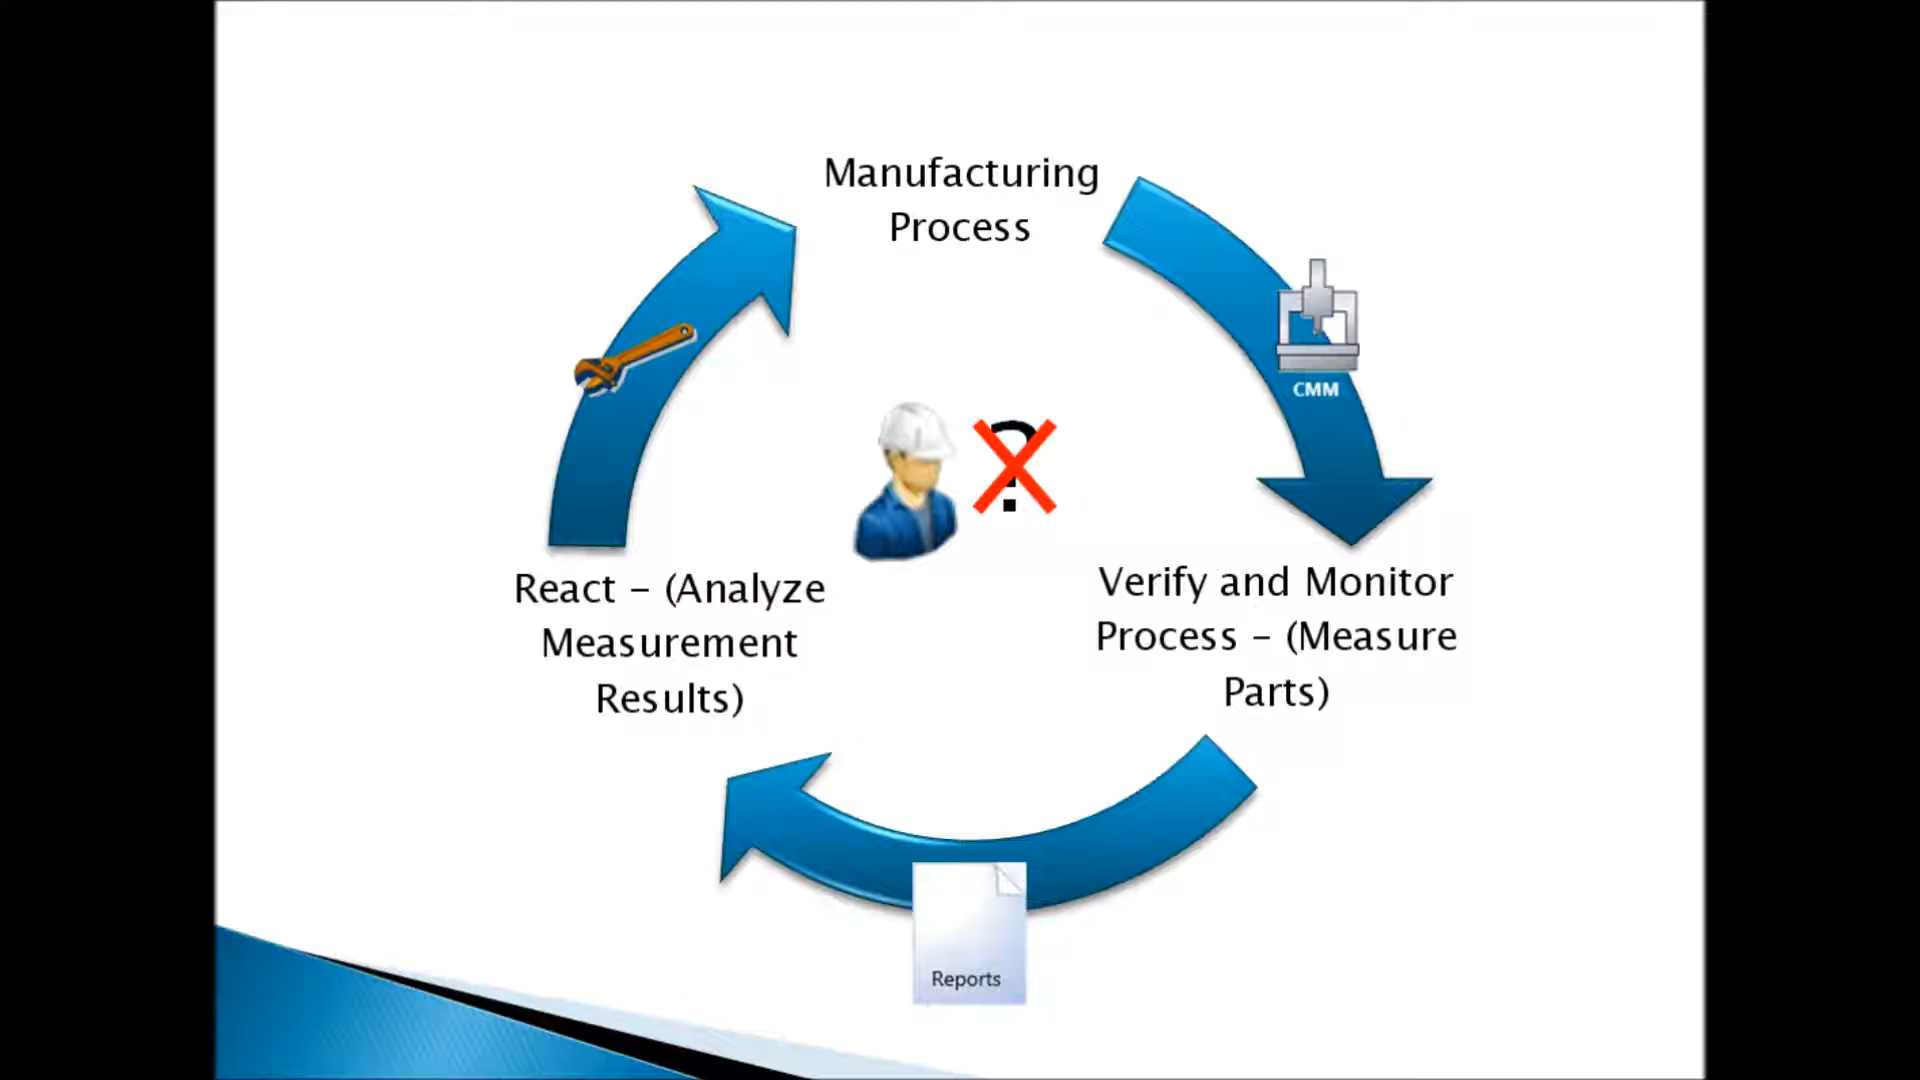 Manufacturing
Process
CMM
?
React – (Analyze
Measurement
Results)
Verify and Monitor
Process – (Measure
Parts)
Reports